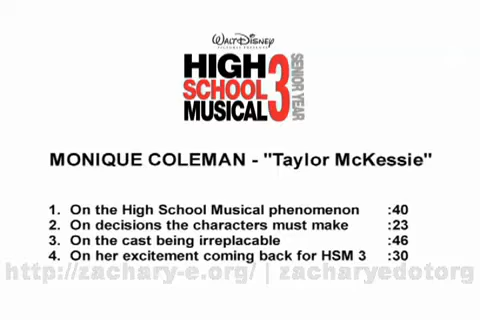 WALT DISNEY
PICTURES PRESENTS
HIGH
SCHOOL
MUSICAL
3
SENIOR YEAR
MONIQUE COLEMAN - "Taylor McKessie"
1. On the High School Musical phenomenon :40
2. On decisions the characters must make :23
3. On the cast being irreplacable :46
4. On her excitement coming back for HSM 3 :30
http://zachary-e.org/ | zacharyedotorg